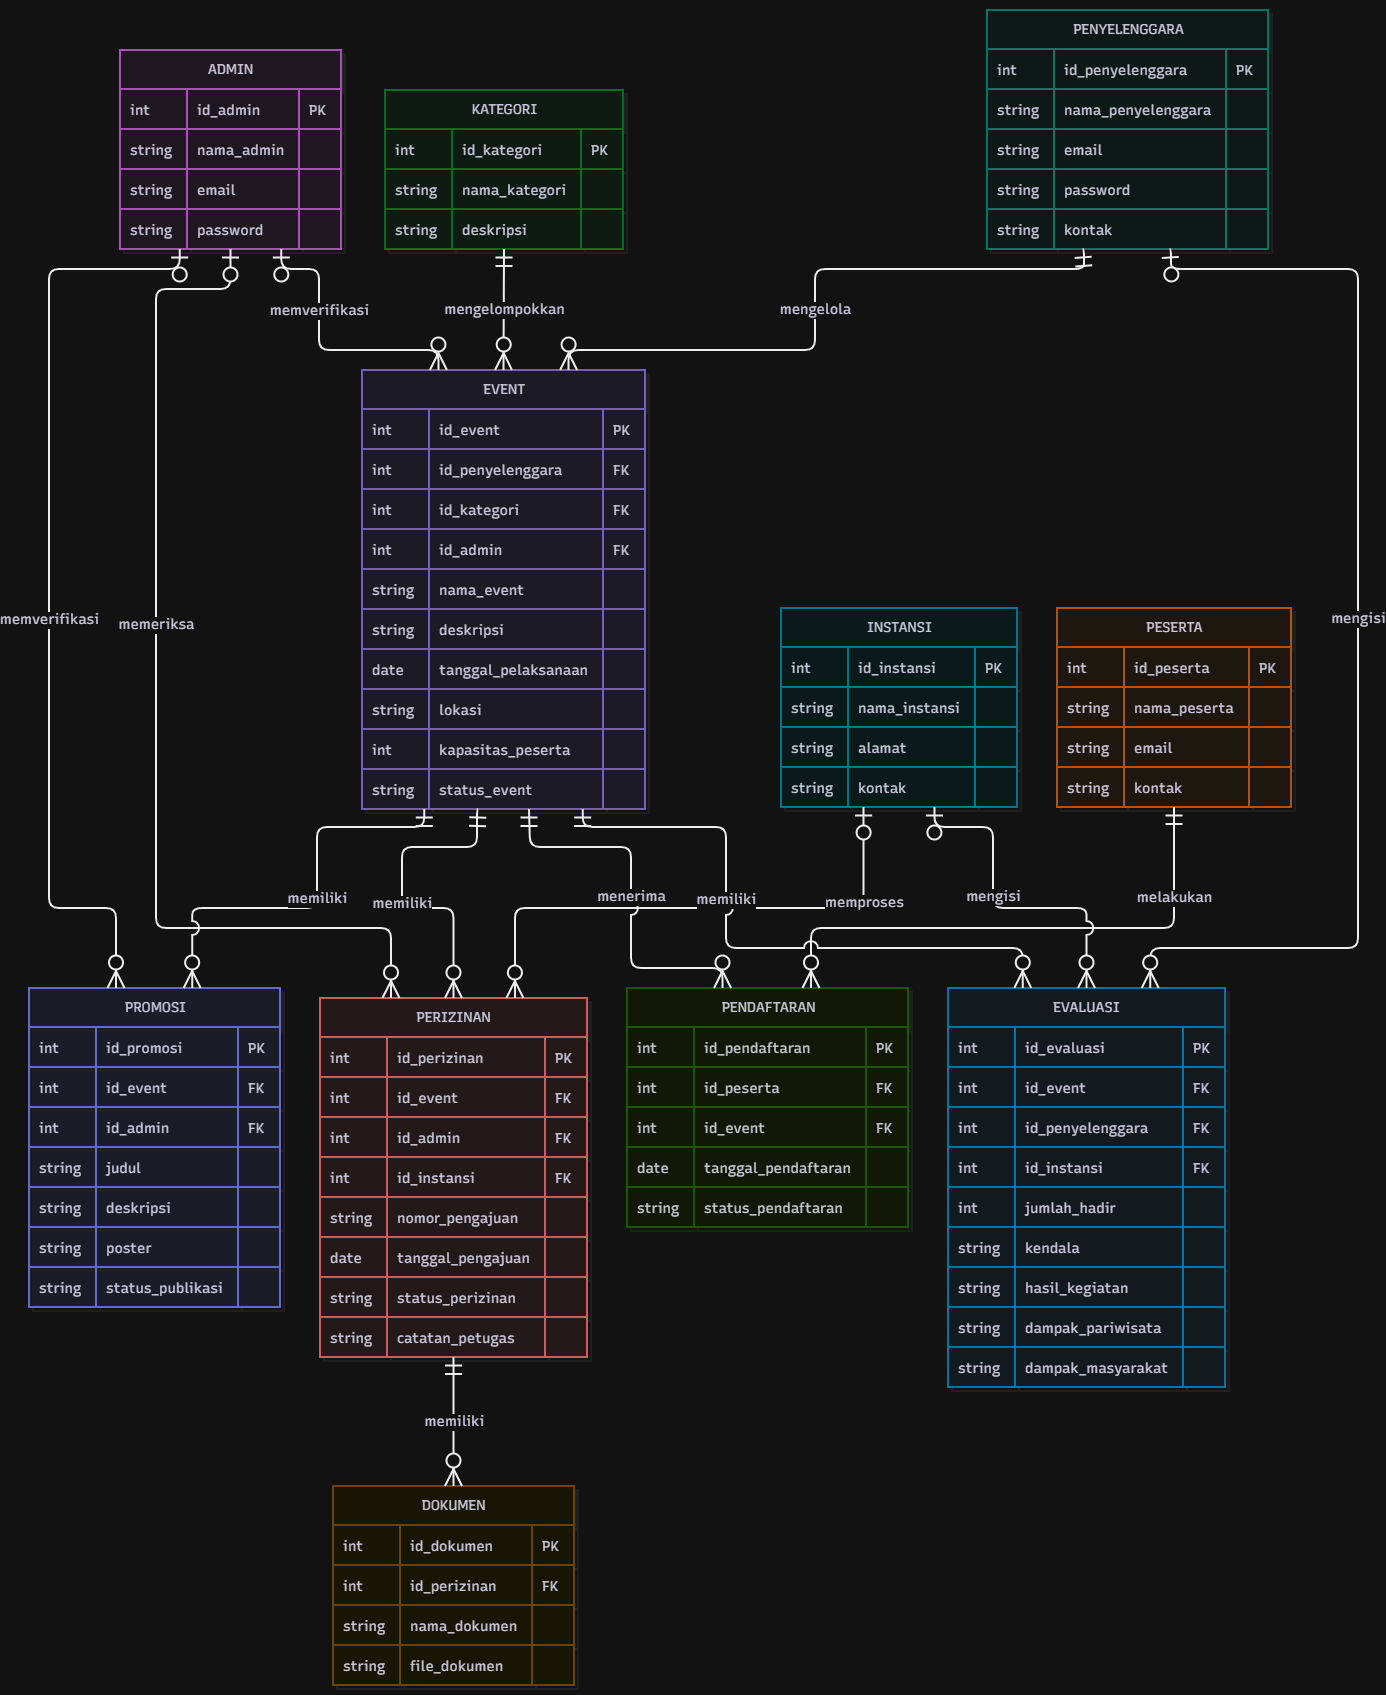 PENYELENGGARA
int id_penyelenggara PK
string nama_penyelenggara
string email
string password
string kontak
ADMIN
int id_admin PK
string nama_admin
string email
string password
KATEGORI
int id_kategori PK
string nama_kategori
string deskripsi
memverifikasi
mengelompokkan
mengelola
EVENT
int id_event PK
int id_penyelenggara FK
int id_kategori FK
int id_admin FK
string nama_event
string deskripsi
date tanggal_pelaksanaan
string lokasi
int kapasitas_peserta
string status_event
memverifikasi
memeriksa
mengisi
INSTANSI
int id_instansi PK
string nama_instansi
string alamat
string kontak
PESERTA
int id_peserta PK
string nama_peserta
string email
string kontak
memiliki
memiliki
menerima
memiliki
memproses
mengisi
melakukan
PROMOSI
int id_promosi PK
int id_event FK
int id_admin FK
string judul
string deskripsi
string poster
string status_publikasi
PERIZINAN
int id_perizinan PK
int id_event FK
int id_admin FK
int id_instansi FK
string nomor_pengajuan
date tanggal_pengajuan
string status_perizinan
string catatan_petugas
PENDAFTARAN
int id_pendaftaran PK
int id_peserta FK
int id_event FK
date tanggal_pendaftaran
string status_pendaftaran
EVALUASI
int id_evaluasi PK
int id_event FK
int id_penyelenggara FK
int id_instansi FK
int jumlah_hadir
string kendala
string hasil_kegiatan
string dampak_pariwisata
string dampak_masyarakat
memiliki
DOKUMEN
int id_dokumen PK
int id_perizinan FK
string nama_dokumen
string file_dokumen